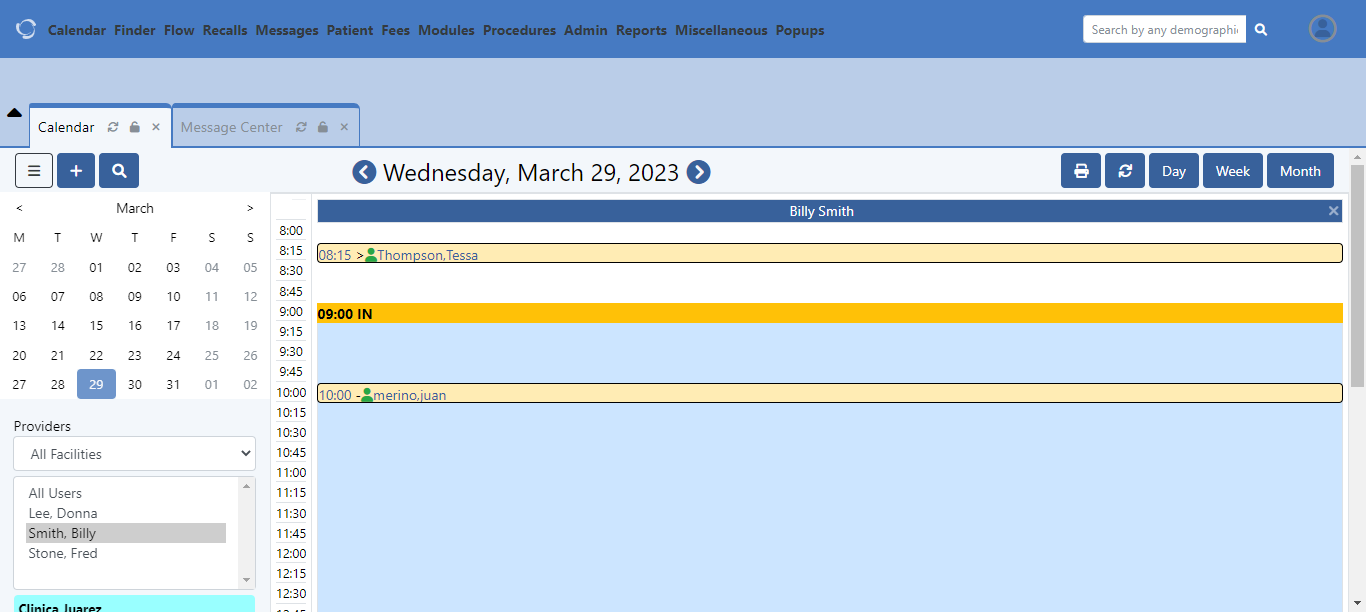 Calendar Finder Flow Recalls Messages Patient Fees Modules Procedures Admin Reports Miscellaneous Popups
Search by any demographi
Calendar
Message Center
Wednesday, March 29, 2023
Day Week Month
< March >
M T W T F S S
27 28 01 02 03 04 05
06 07 08 09 10 11 12
13 14 15 16 17 18 19
20 21 22 23 24 25 26
27 28 29 30 31 01 02
Providers
All Facilities
All Users
Lee, Donna
Smith, Billy
Stone, Fred
Clinica Juarez
Billy Smith
8:00
8:15
08:15 >Thompson,Tessa
8:30
8:45
9:00
09:00 IN
9:15
9:30
9:45
10:00
10:00 -merino,juan
10:15
10:30
10:45
11:00
11:15
11:30
11:45
12:00
12:15
12:30
12:45